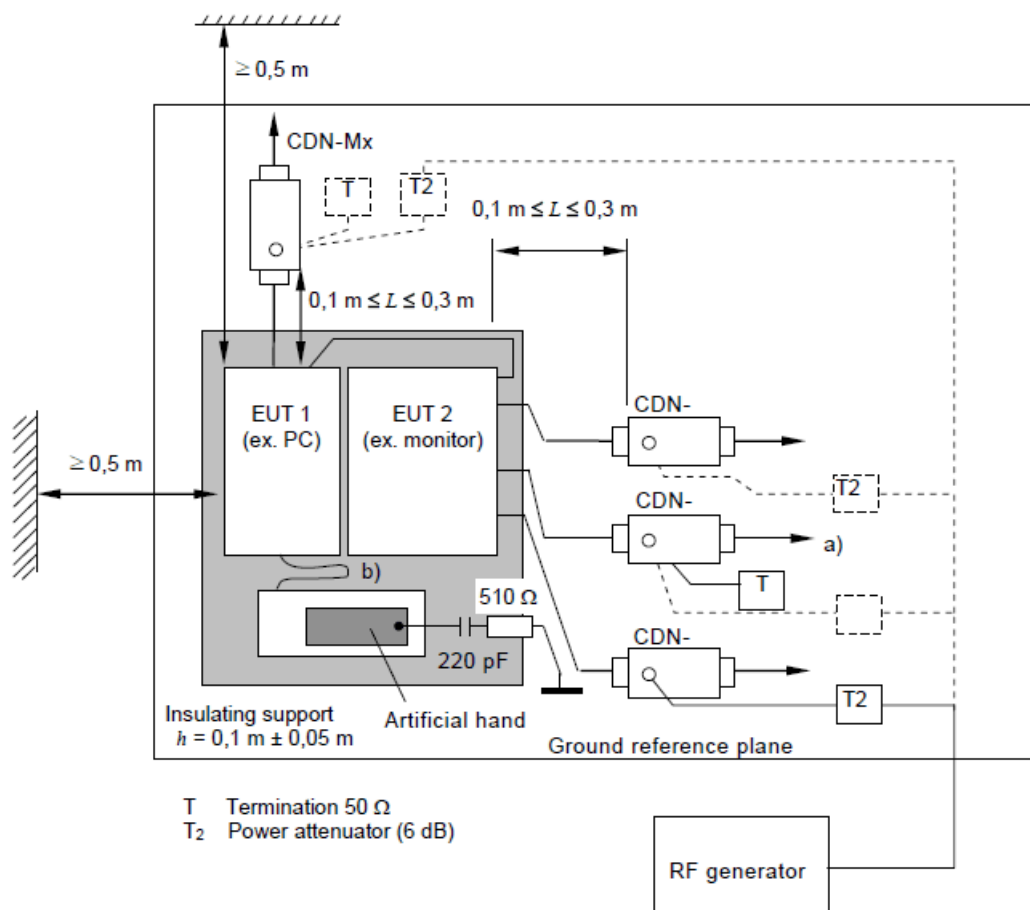 ≥ 0,5 m
CDN-Mx
T
T2
0,1 m ≤ L ≤ 0,3 m
0,1 m ≤ L ≤ 0,3 m
EUT 1
(ex. PC)
EUT 2
(ex. monitor)
CDN-
≥ 0,5 m
T2
CDN-
a)
T
b)
510 Ω
220 pF
CDN-
T2
Artificial hand
Insulating support
h = 0,1 m ± 0,05 m
Ground reference plane
T Termination 50 Ω
T₂ Power attenuator (6 dB)
RF generator